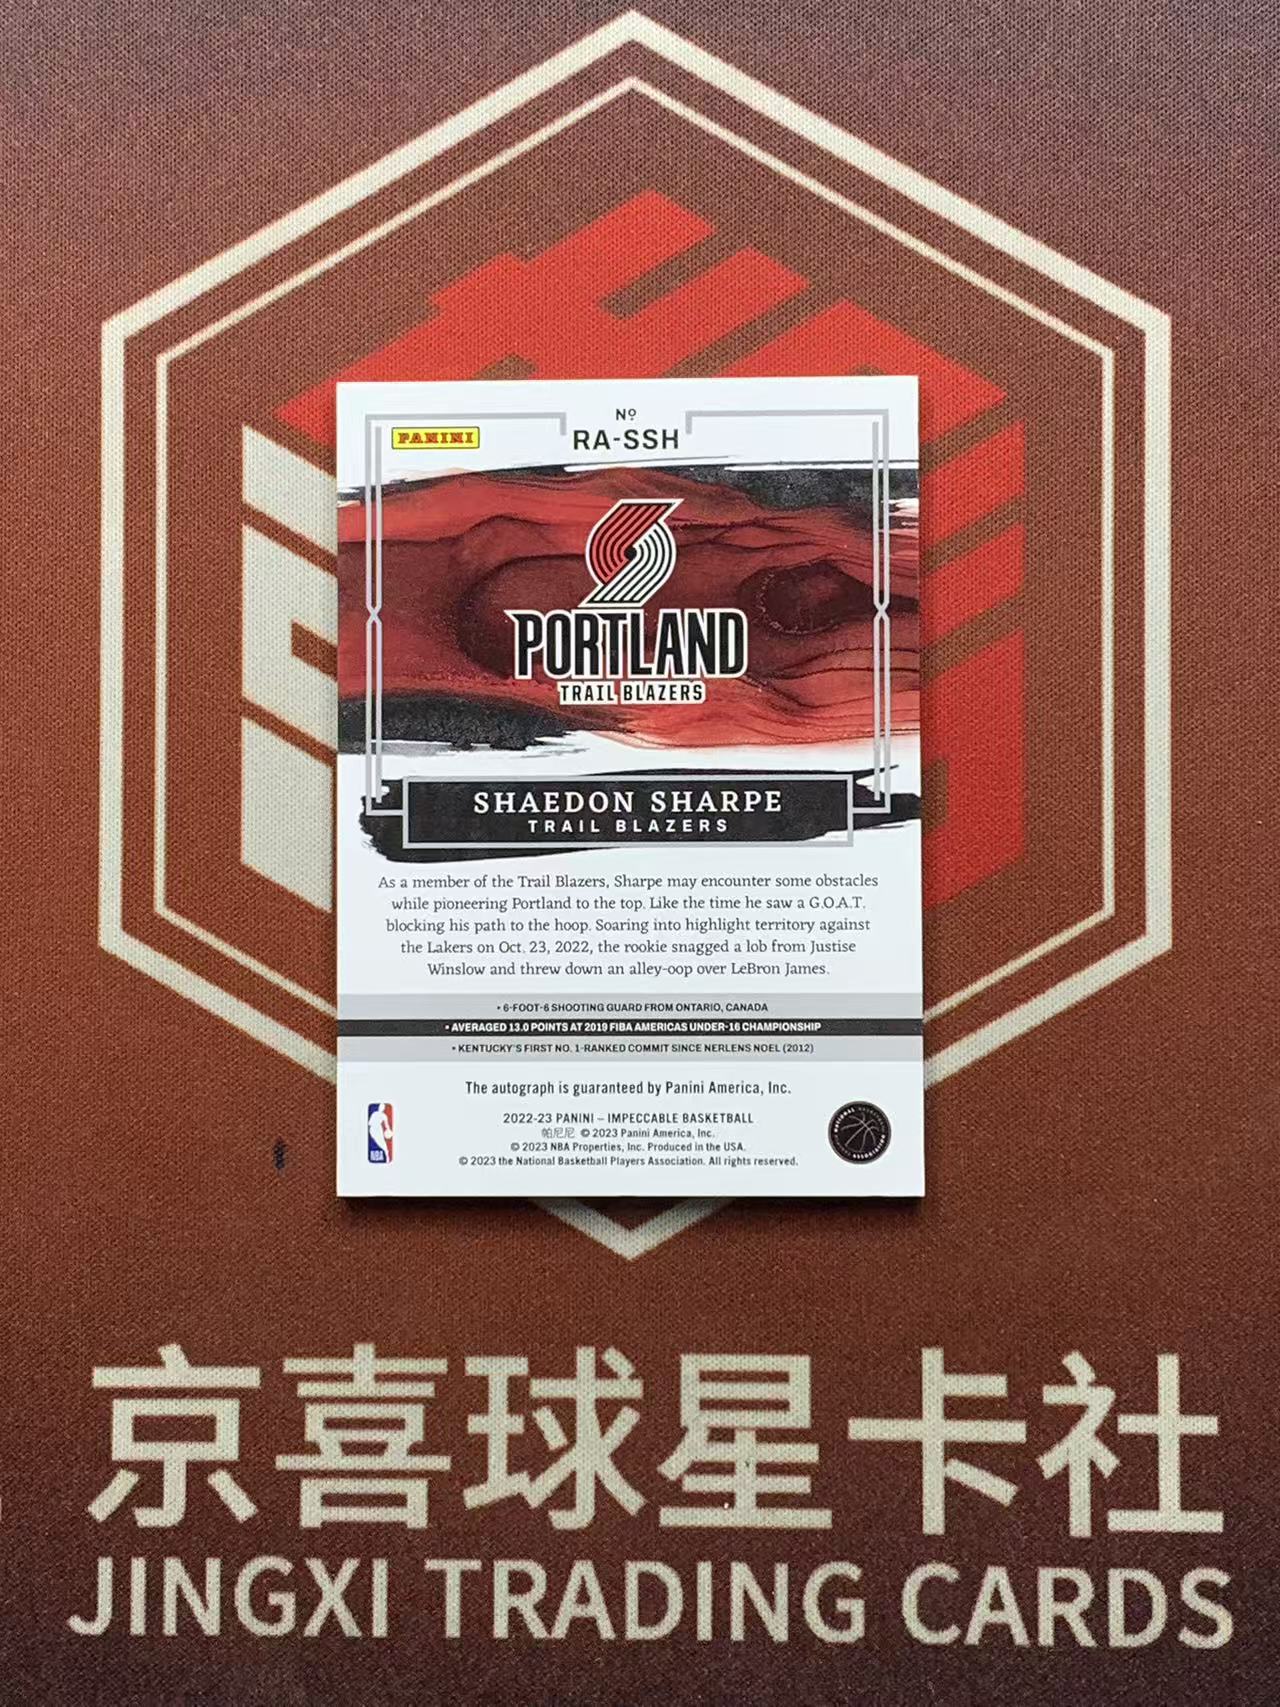 PANINI
Nº
RA-SSH
PORTLAND
TRAIL BLAZERS
SHAEDON SHARPE
TRAIL BLAZERS
As a member of the Trail Blazers, Sharpe may encounter some obstacles
while pioneering Portland to the top. Like the time he saw a G.O.A.T.
blocking his path to the hoop. Soaring into highlight territory against
the Lakers on Oct. 23, 2022, the rookie snagged a lob from Justise
Winslow and threw down an alley-oop over LeBron James.
• 6-FOOT-6 SHOOTING GUARD FROM ONTARIO, CANADA
• AVERAGED 13.0 POINTS AT 2019 FIBA AMERICAS UNDER-16 CHAMPIONSHIP
• KENTUCKY'S FIRST NO. 1-RANKED COMMIT SINCE NERLENS NOEL (2012)
The autograph is guaranteed by Panini America, Inc.
2022-23 PANINI – IMPECCABLE BASKETBALL
帕尼尼 © 2023 Panini America, Inc.
© 2023 NBA Properties, Inc. Produced in the USA.
© 2023 the National Basketball Players Association. All rights reserved.
NBA
NATIONAL BASKETBALL ASSOCIATION
京喜球星卡社
JINGXI TRADING CARDS